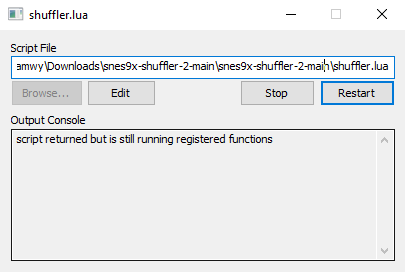 shuffler.lua
Script File
amwy\Downloads\snes9x-shuffler-2-main\snes9x-shuffler-2-main\shuffler.lua
Browse...
Edit
Stop
Restart
Output Console
script returned but is still running registered functions